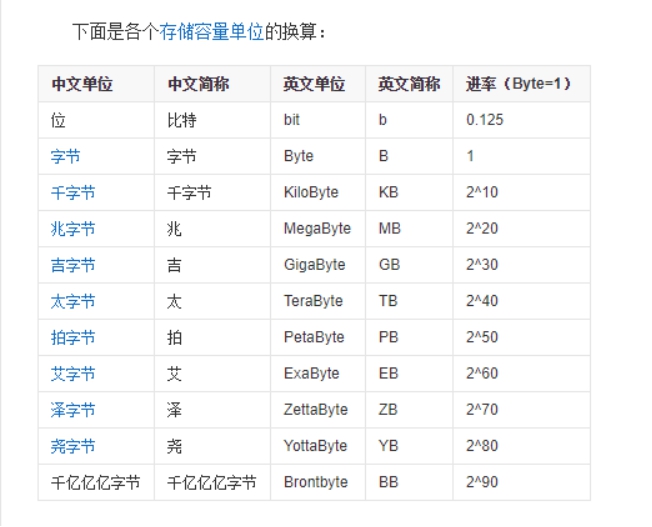 下面是各个存储容量单位的换算：
中文单位 中文简称 英文单位 英文简称 进率（Byte=1）
位 比特 bit b 0.125
字节 字节 Byte B 1
千字节 千字节 KiloByte KB 2^10
兆字节 兆 MegaByte MB 2^20
吉字节 吉 GigaByte GB 2^30
太字节 太 TeraByte TB 2^40
拍字节 拍 PetaByte PB 2^50
艾字节 艾 ExaByte EB 2^60
泽字节 泽 ZettaByte ZB 2^70
尧字节 尧 YottaByte YB 2^80
千亿亿亿字节 千亿亿亿字节 Brontbyte BB 2^90